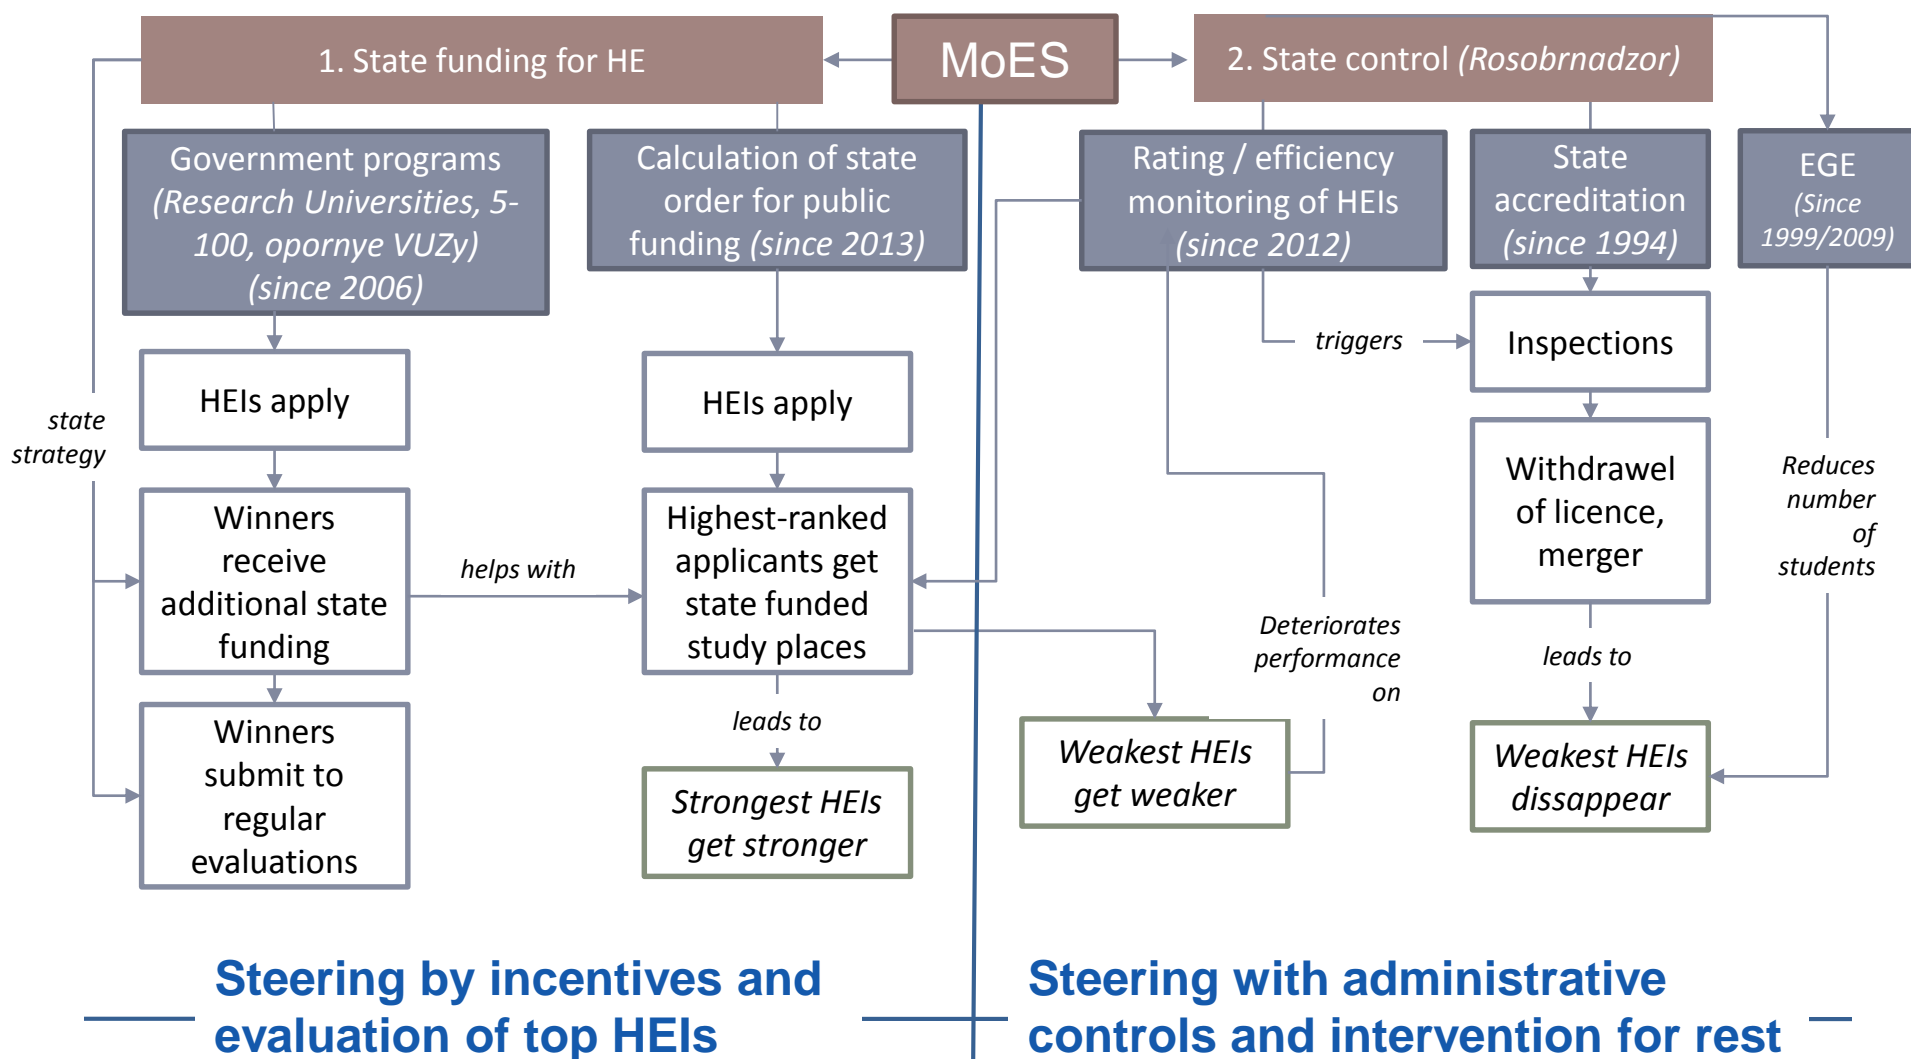 1. State funding for HE
MoES
2. State control (Rosobrnadzor)
Government programs
(Research Universities, 5-
100, opornye VUZy)
(since 2006)
Calculation of state
order for public
funding (since 2013)
Rating / efficiency
monitoring of HEIs
(since 2012)
State
accreditation
(since 1994)
EGE
(Since
1999/2009)
HEIs apply
HEIs apply
triggers
Inspections
state
strategy
Winners
receive
additional state
funding
helps with
Highest-ranked
applicants get
state funded
study places
Withdrawel
of licence,
merger
Reduces
number
of
students
Deteriorates
performance
on
leads to
leads to
Winners
submit to
regular
evaluations
Strongest HEIs
get stronger
Weakest HEIs
get weaker
Weakest HEIs
dissappear
Steering by incentives and
evaluation of top HEIs
Steering with administrative
controls and intervention for rest